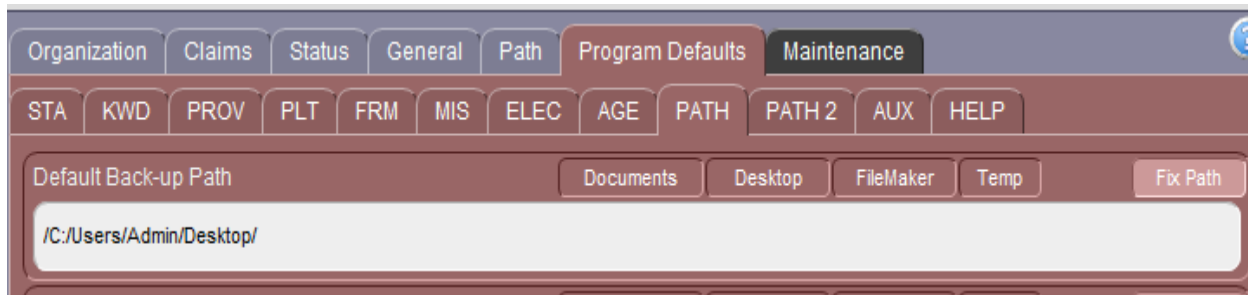 Organization Claims Status General Path Program Defaults Maintenance
STA KWD PROV PLT FRM MIS ELEC AGE PATH PATH 2 AUX HELP
Default Back-up Path Documents Desktop FileMaker Temp Fix Path
/C:/Users/Admin/Desktop/